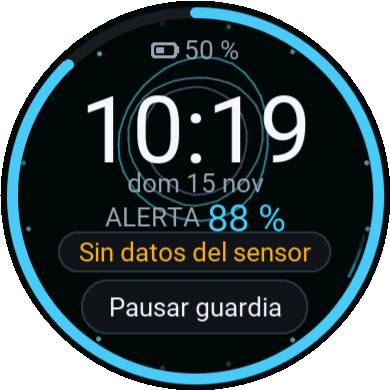 50 %
10:19
dom 15 nov
ALERTA 88 %
Sin datos del sensor
Pausar guardia